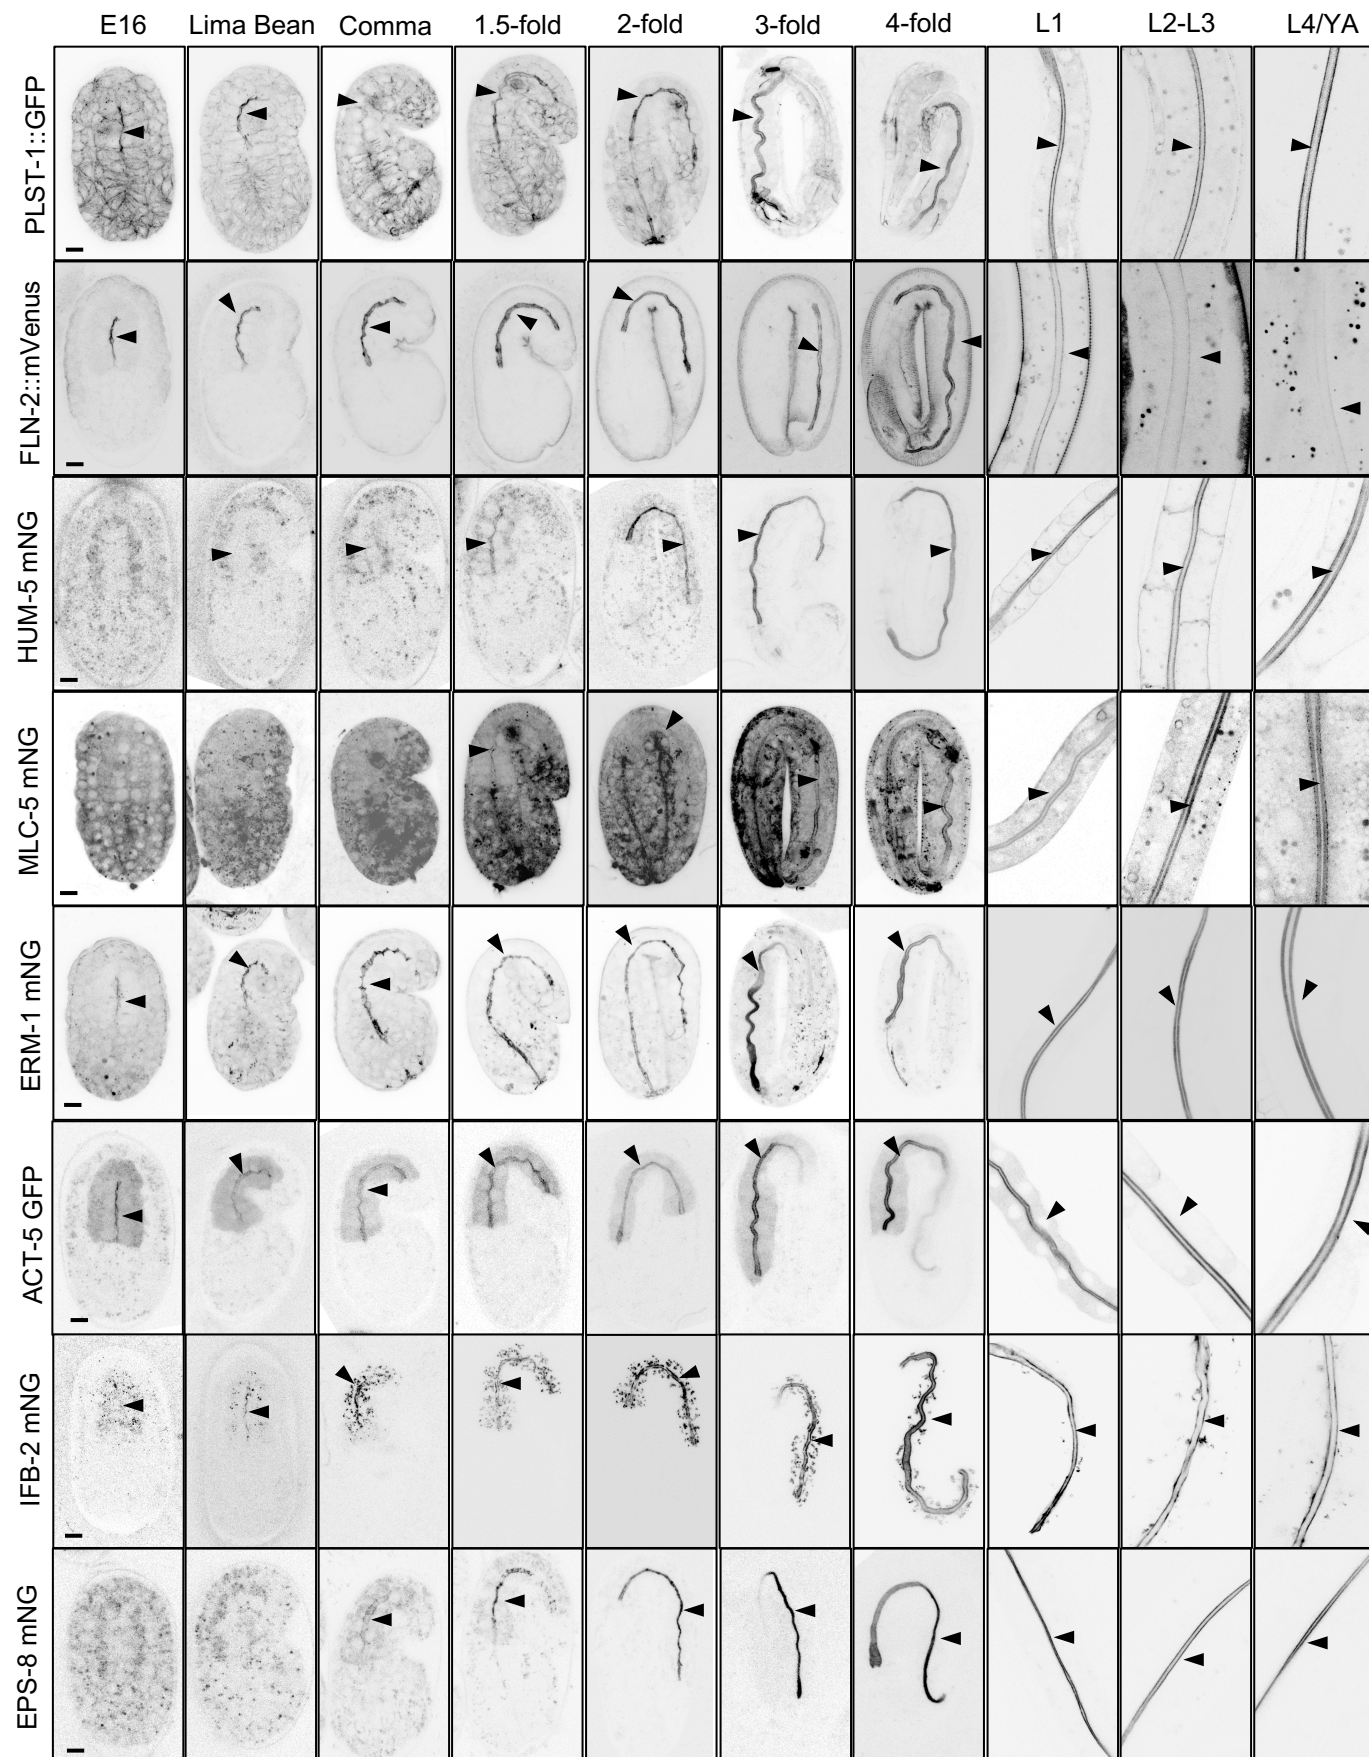 E16 Lima Bean Comma 1.5-fold 2-fold 3-fold 4-fold L1 L2-L3 L4/YA
PLST-1::GFP
FLN-2::mVenus
HUM-5 mNG
MLC-5 mNG
ERM-1 mNG
ACT-5 GFP
IFB-2 mNG
EPS-8 mNG